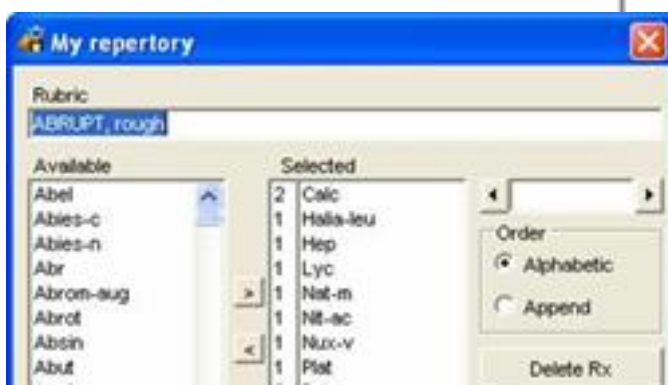 My repertory
Rubric
ABRUPT, rough
Available
Abel
Abies-c
Abies-n
Abr
Abrom-aug
Abrot
Absin
Abut
>
<
Selected
2 Calc
1 Halia-leu
1 Hep
1 Lyc
1 Nat-m
1 Nit-ac
1 Nux-v
1 Plat
Order
Alphabetic
Append
Delete Rx